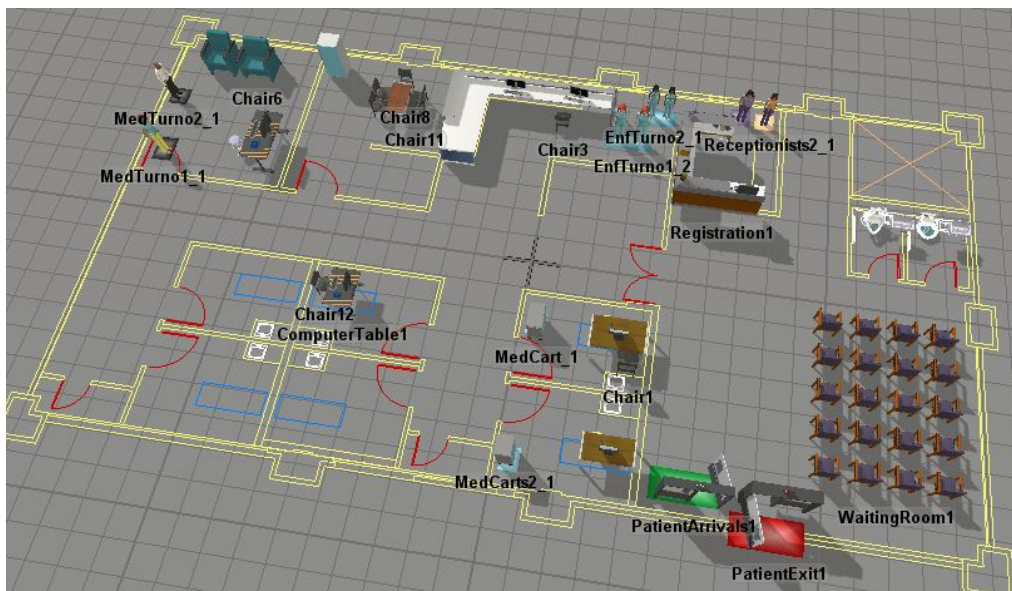 MedTurno2_1
Chair6
Chair8
Chair11
MedTurno1_1
Chair3
EnfTurno2_1
Receptionists2_1
EnfTurno1_2
Registration1
Chair12
ComputerTable1
MedCart_1
Chair1
MedCarts2_1
PatientArrivals1
WaitingRoom1
PatientExit1